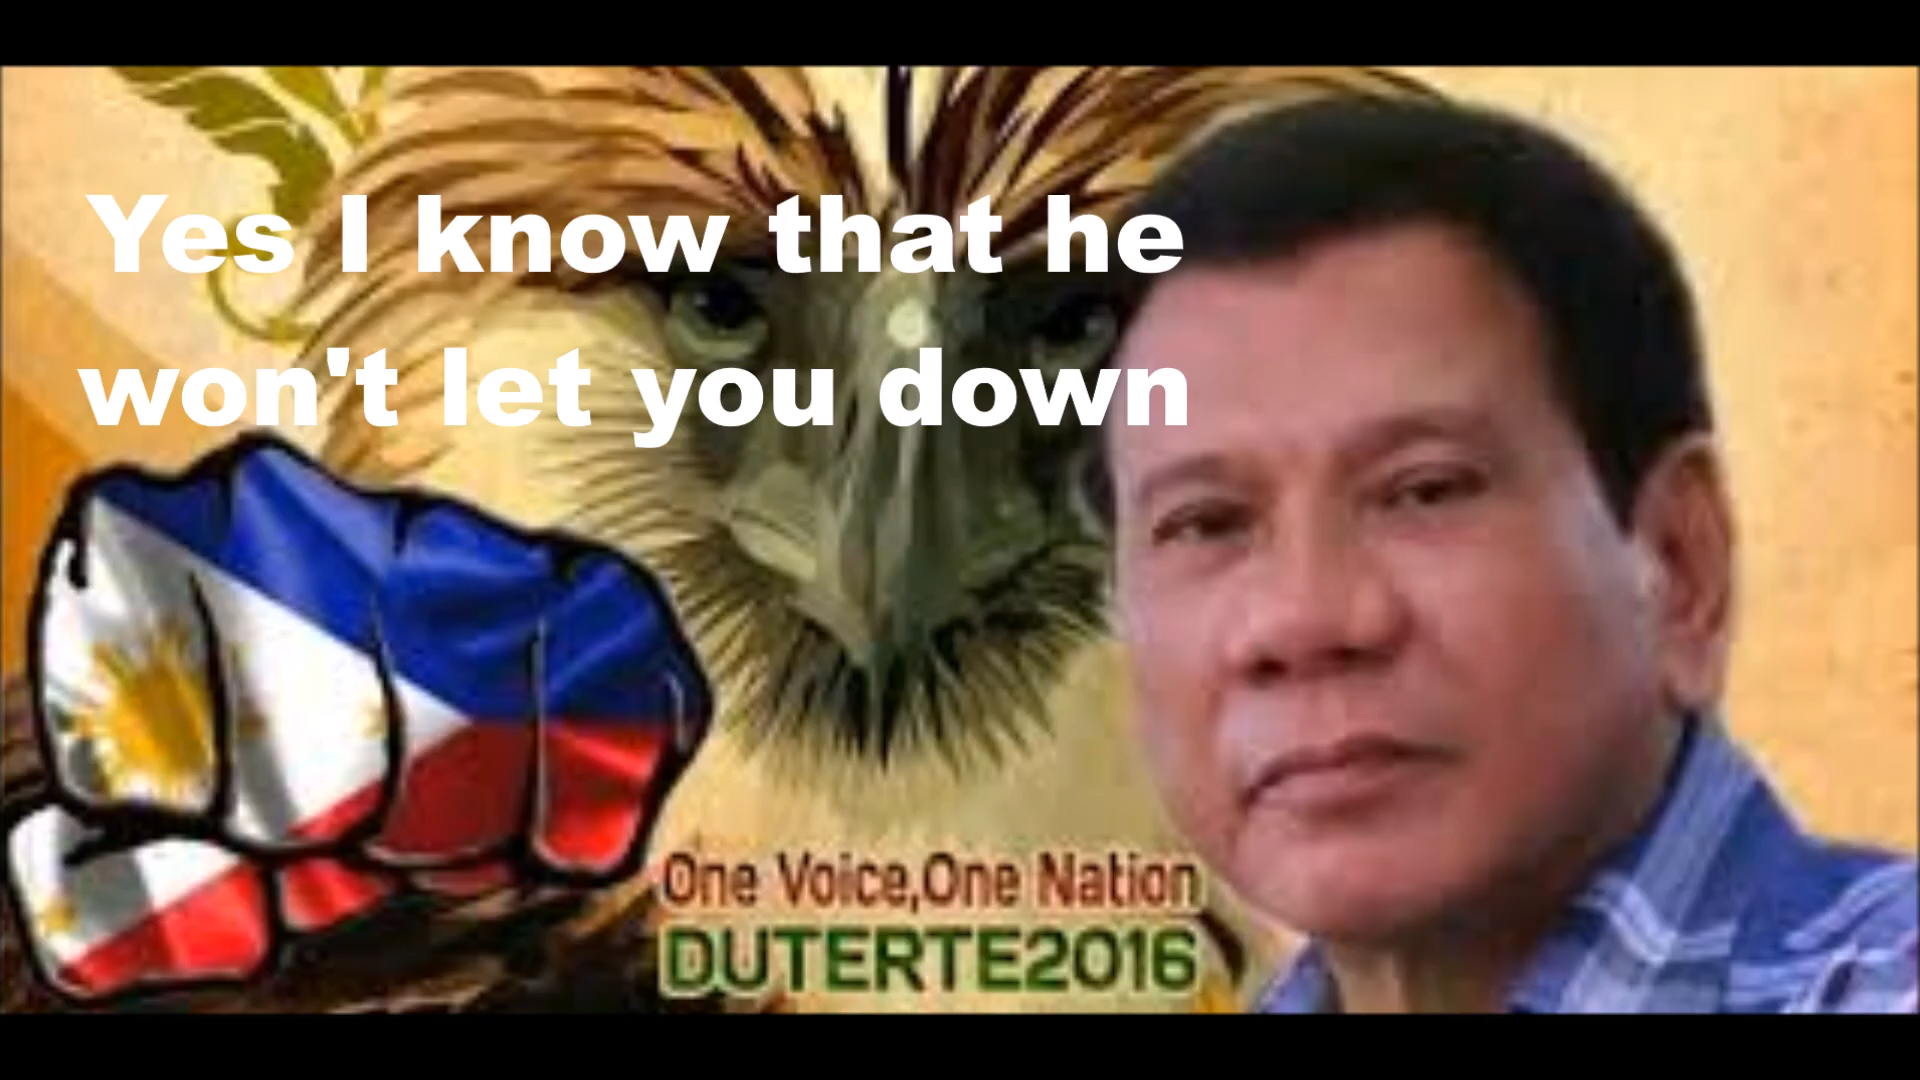 Yes I know that he
won't let you down
One Voice,One Nation
DUTERTE2016